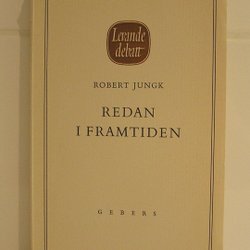 Levande
debatt
ROBERT JUNGK
REDAN
I FRAMTIDEN
GEBERS